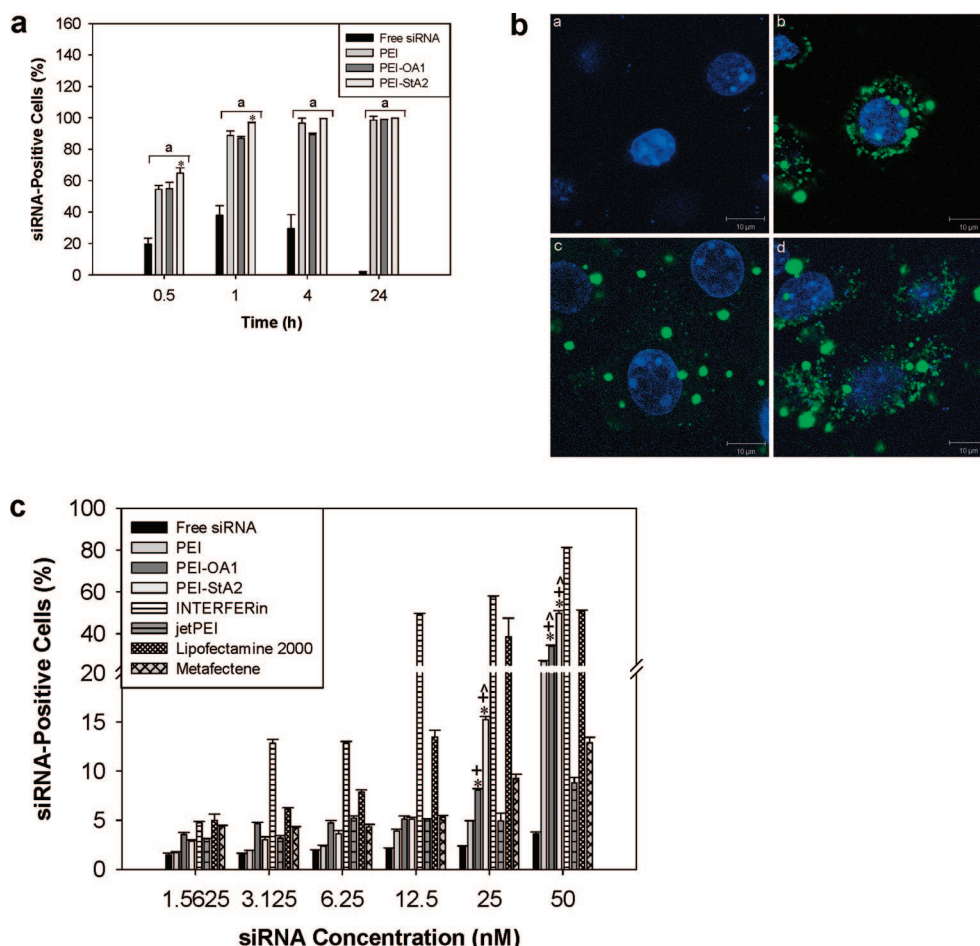 a
siRNA-Positive Cells (%)
160
140
120
100
80
60
40
20
0
Free siRNA
PEI
PEI-OA1
PEI-StA2
a
*
a
*
a
a
0.5 1 4 24
Time (h)
b
a
10 µm
b
10 µm
c
10 µm
d
10 µm
c
siRNA-Positive Cells (%)
100
80
60
40
20
15
10
5
0
Free siRNA
PEI
PEI-OA1
PEI-StA2
INTERFERin
jetPEI
Lipofectamine 2000
Metafectene
*+
*+^
*+^
*+^
1.5625 3.125 6.25 12.5 25 50
siRNA Concentration (nM)